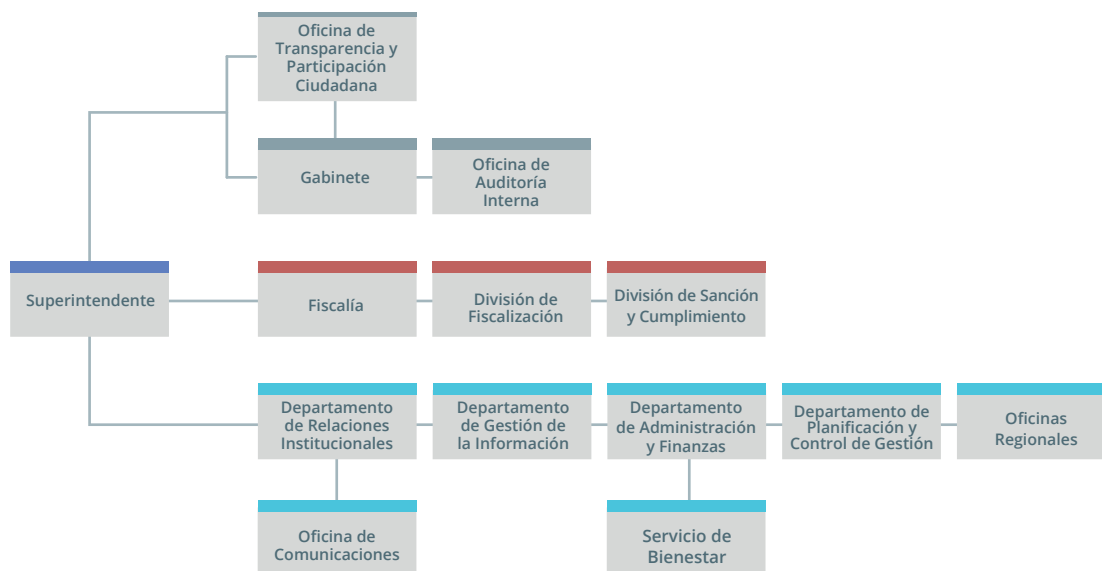 Oficina de
Transparencia y
Participación
Ciudadana
Gabinete
Oficina de
Auditoría
Interna
Superintendente
Fiscalía
División de
Fiscalización
División de Sanción
y Cumplimiento
Departamento
de Relaciones
Institucionales
Departamento
de Gestión de
la Información
Departamento
de Administración
y Finanzas
Departamento de
Planificación y
Control de Gestión
Oficinas
Regionales
Oficina de
Comunicaciones
Servicio de
Bienestar